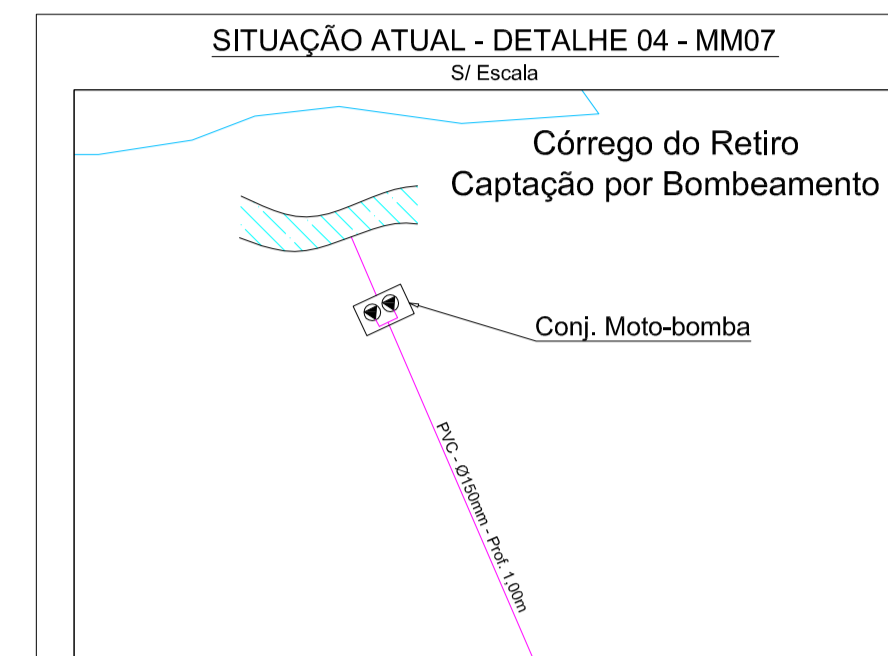 SITUAÇÃO ATUAL - DETALHE 04 - MM07
S/ Escala
Córrego do Retiro
Captação por Bombeamento
Conj. Moto-bomba
PVC - Ø150mm - Prof. 1,00m